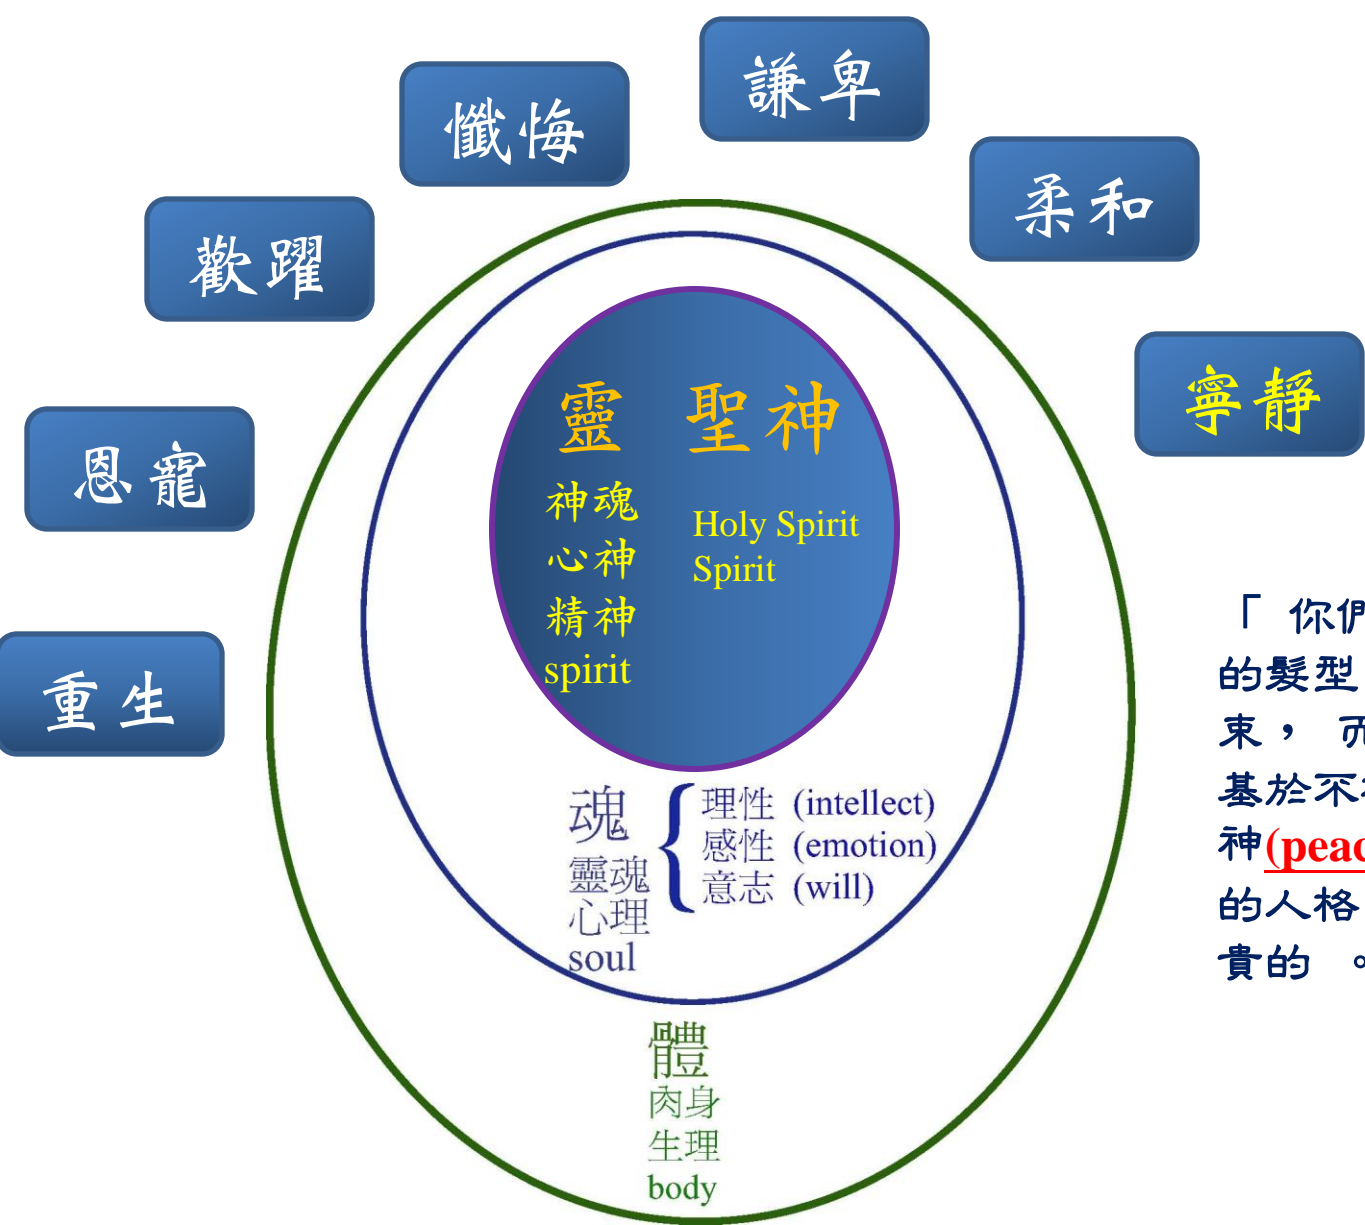 謙卑
懺悔
柔和
歡躍
寧靜
恩寵
重生
靈 聖神
神魂
心神
精神
spirit
Holy Spirit
Spirit
魂
靈魂
心理
soul
理性 (intellect)
感性 (emotion)
意志 (will)
體
肉身
生理
body
「 你們
的髮型
束， 而
基於不
神(peac
的人格
貴的 。